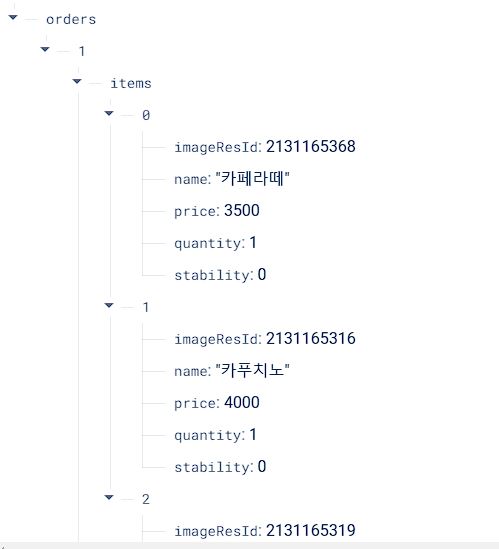 orders
1
items
0
imageResId: 2131165368
name: "카페라떼"
price: 3500
quantity: 1
stability: 0
1
imageResId: 2131165316
name: "카푸치노"
price: 4000
quantity: 1
stability: 0
2
imageResId: 2131165319